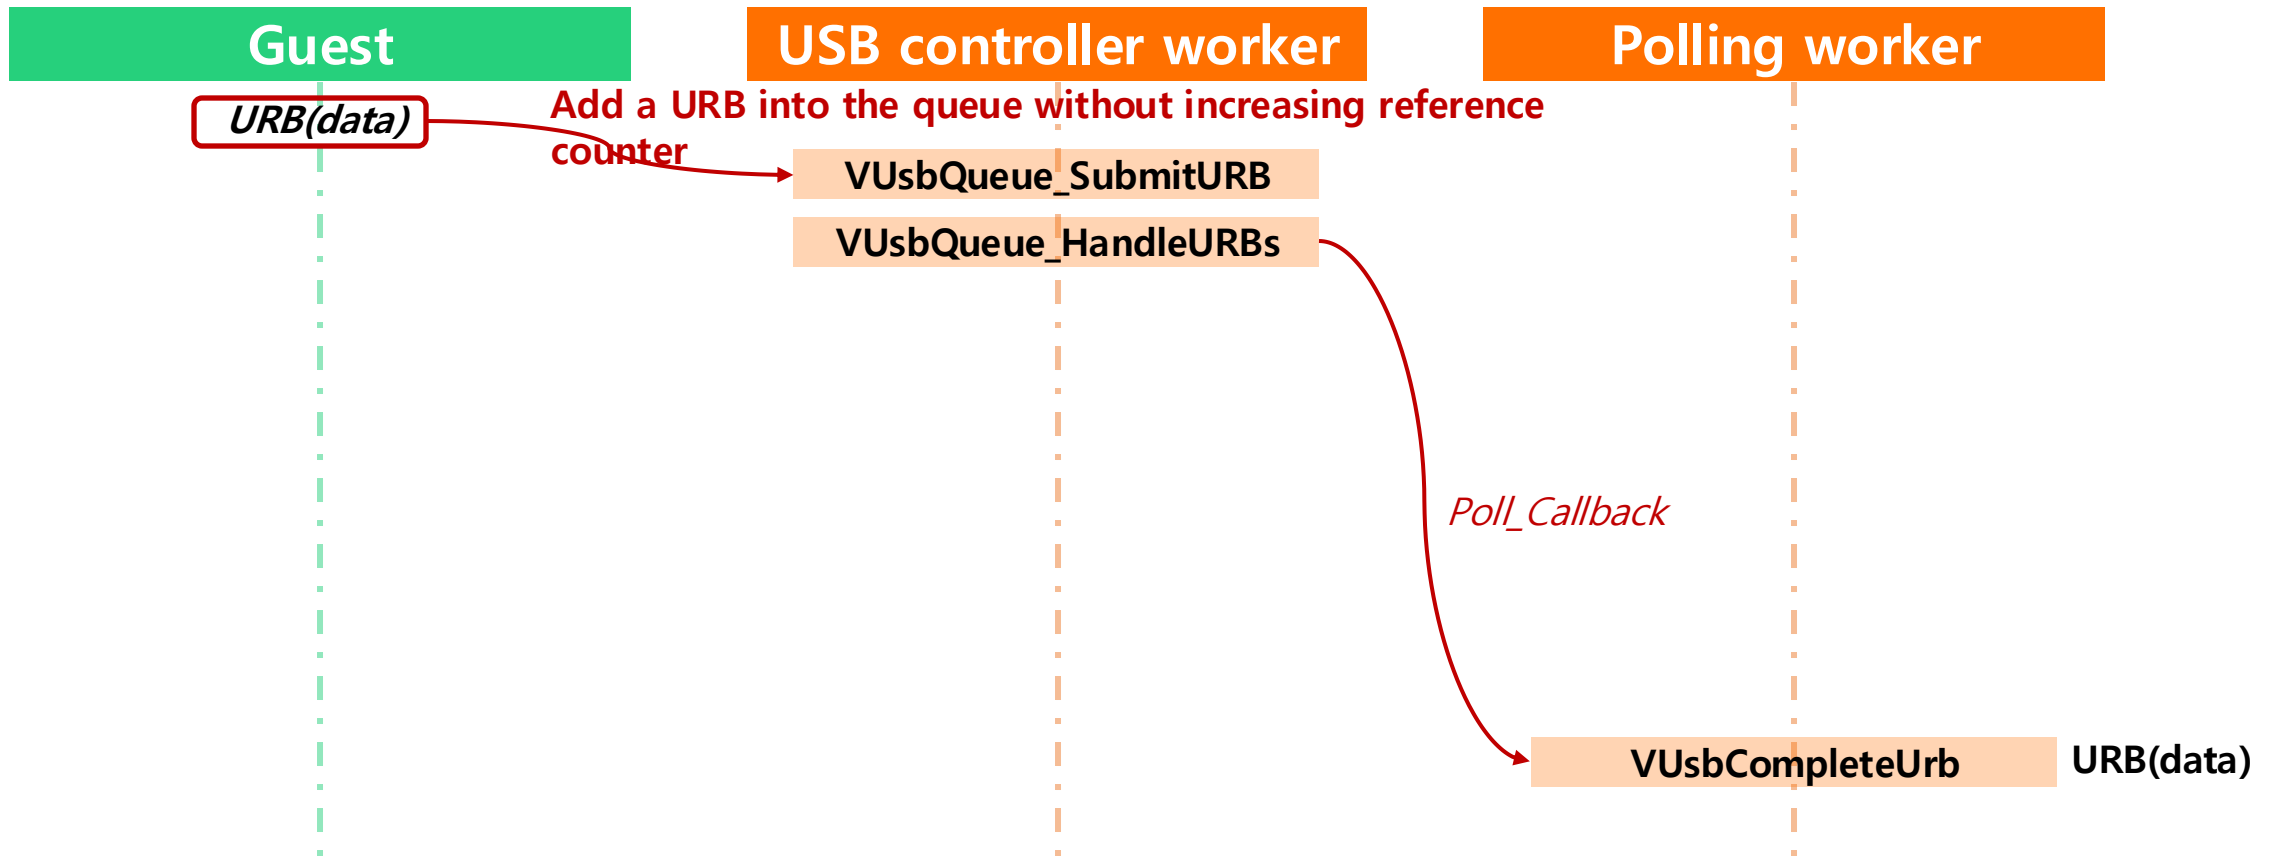 Guest
USB controller worker
Polling worker
URB(data)
Add a URB into the queue without increasing reference
counter
VUsbQueue_SubmitURB
VUsbQueue_HandleURBs
Poll_Callback
VUsbCompleteUrb
URB(data)